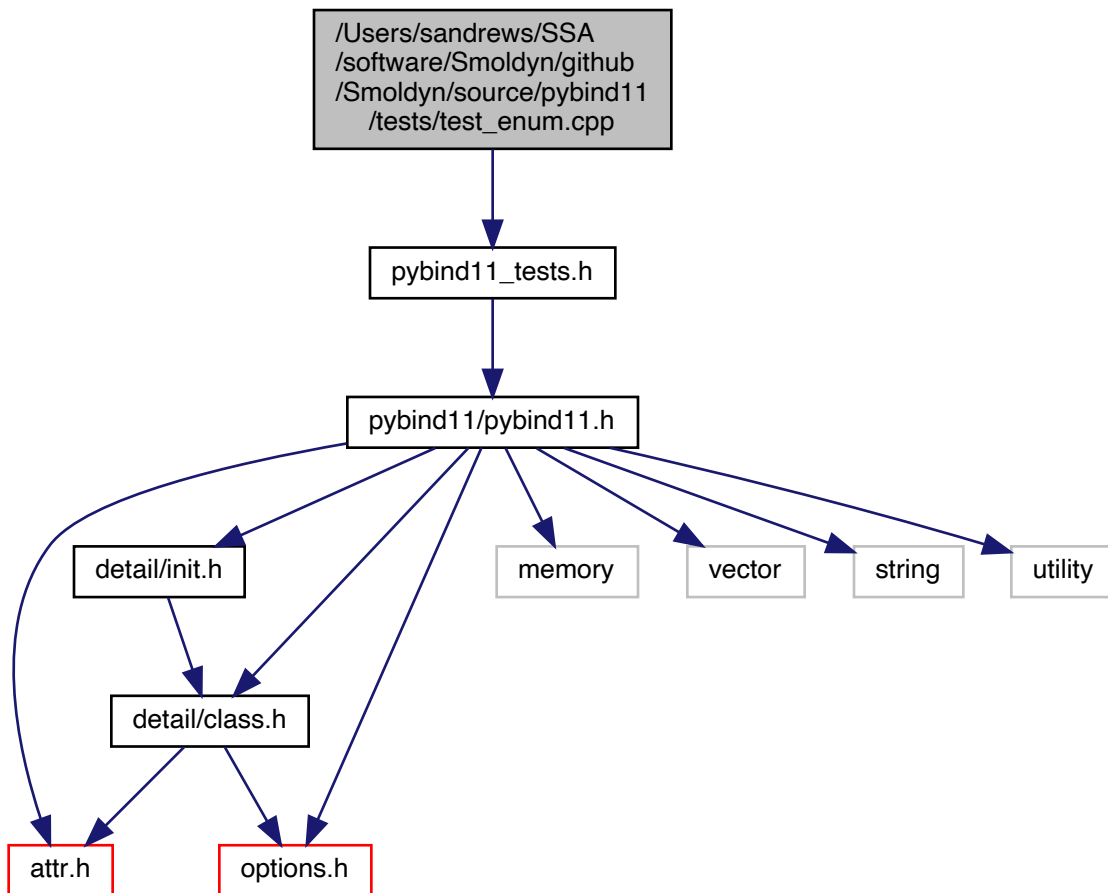 /Users/sandrews/SSA
/software/Smoldyn/github
/Smoldyn/source/pybind11
/tests/test_enum.cpp
pybind11_tests.h
pybind11/pybind11.h
detail/init.h
memory
vector
string
utility
detail/class.h
attr.h
options.h